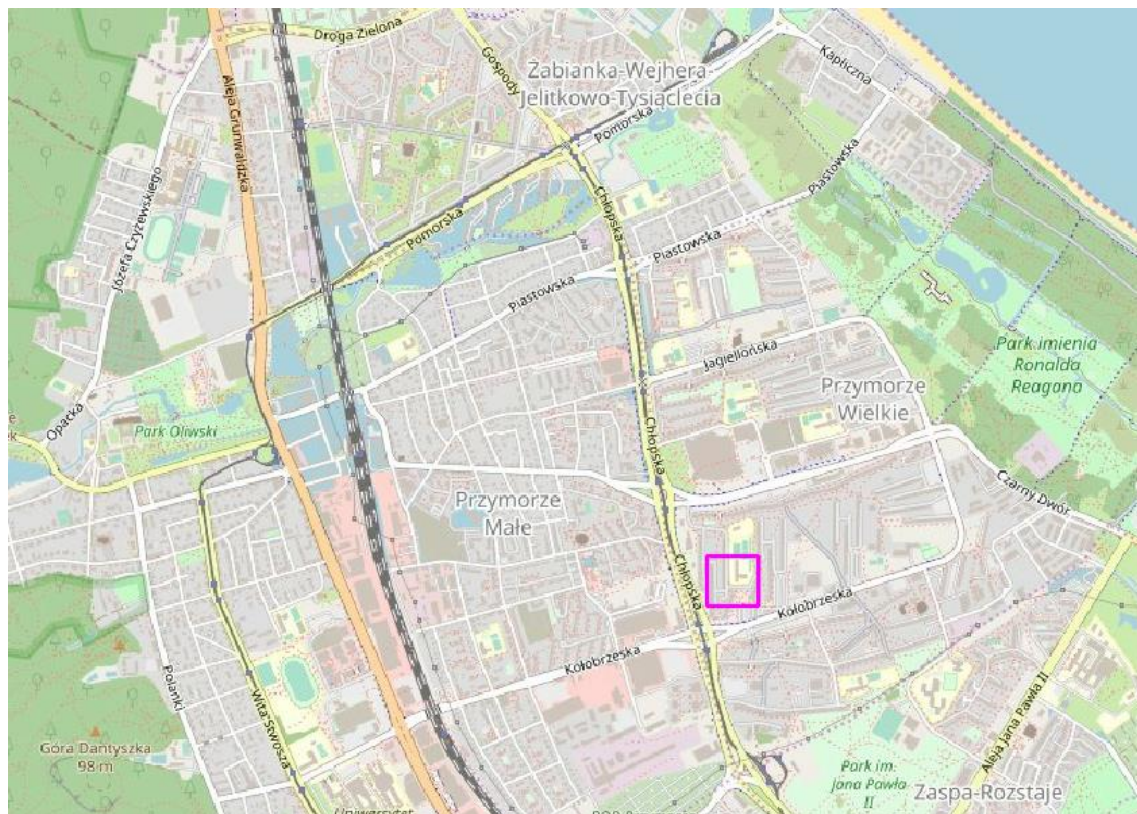 Droga Zielona
Gospody
Kapliczna
Żabianka-Wejhera-
Jelitkowo-Tysiąclecia
Aleja Grunwaldzka
Pomorska
Józefa Czyżewskiego
Piastowska
Chłopska
Pomorska
Piastowska
Piastowska
Park imienia
Ronalda
Reagana
Jagiellońska
Przymorze
Wielkie
Opacka
Park Oliwski
Chłopska
Czarny Dwór
Przymorze
Małe
Chłopska
Kołobrzeska
Kołobrzeska
Polanki
Wita Stwosza
Aleja Jana Pawła II
Góra Dantyszka
98 m
Park im.
Jana Pawła
II
Zaspa-Rozstaje
Uniwersytet